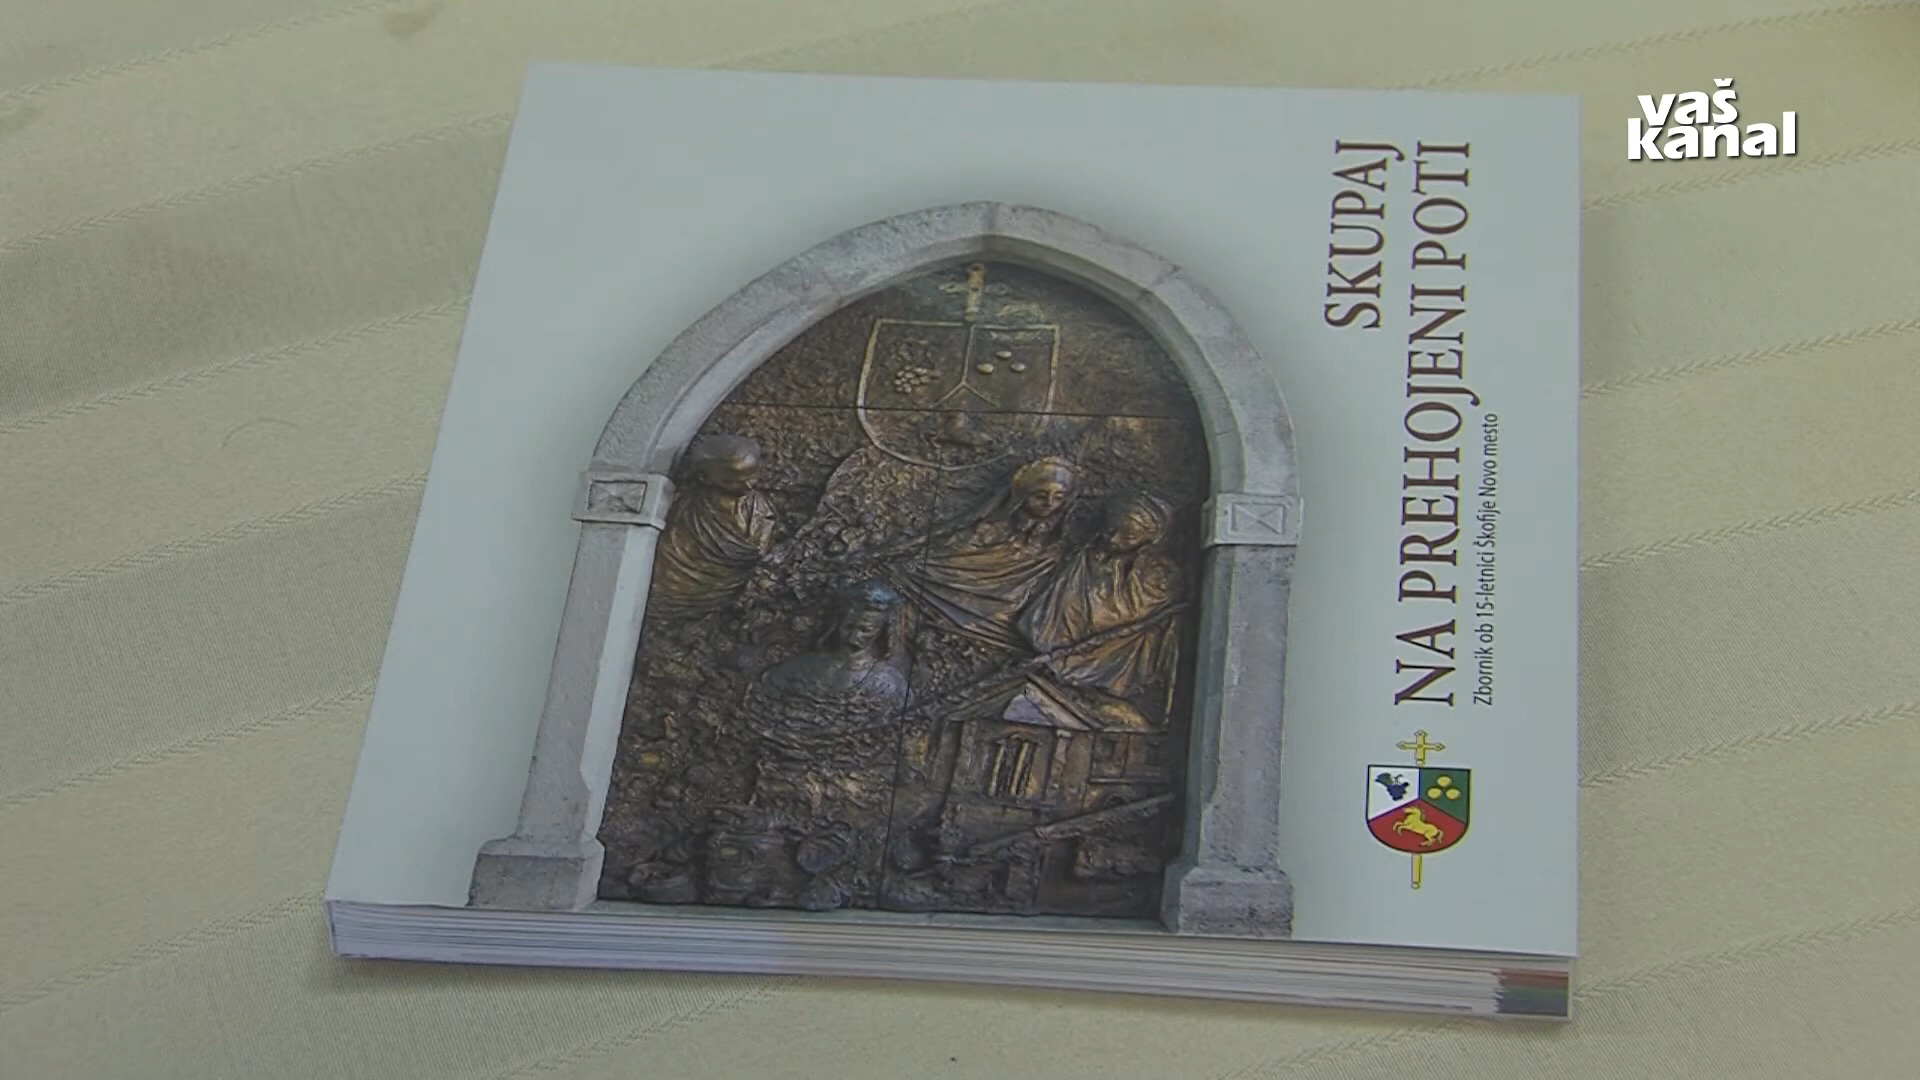 vaš
kanal
SKUPAJ
NA PREHOJENI POTI
Zbornik ob 15-letnici Škofije Novo mesto